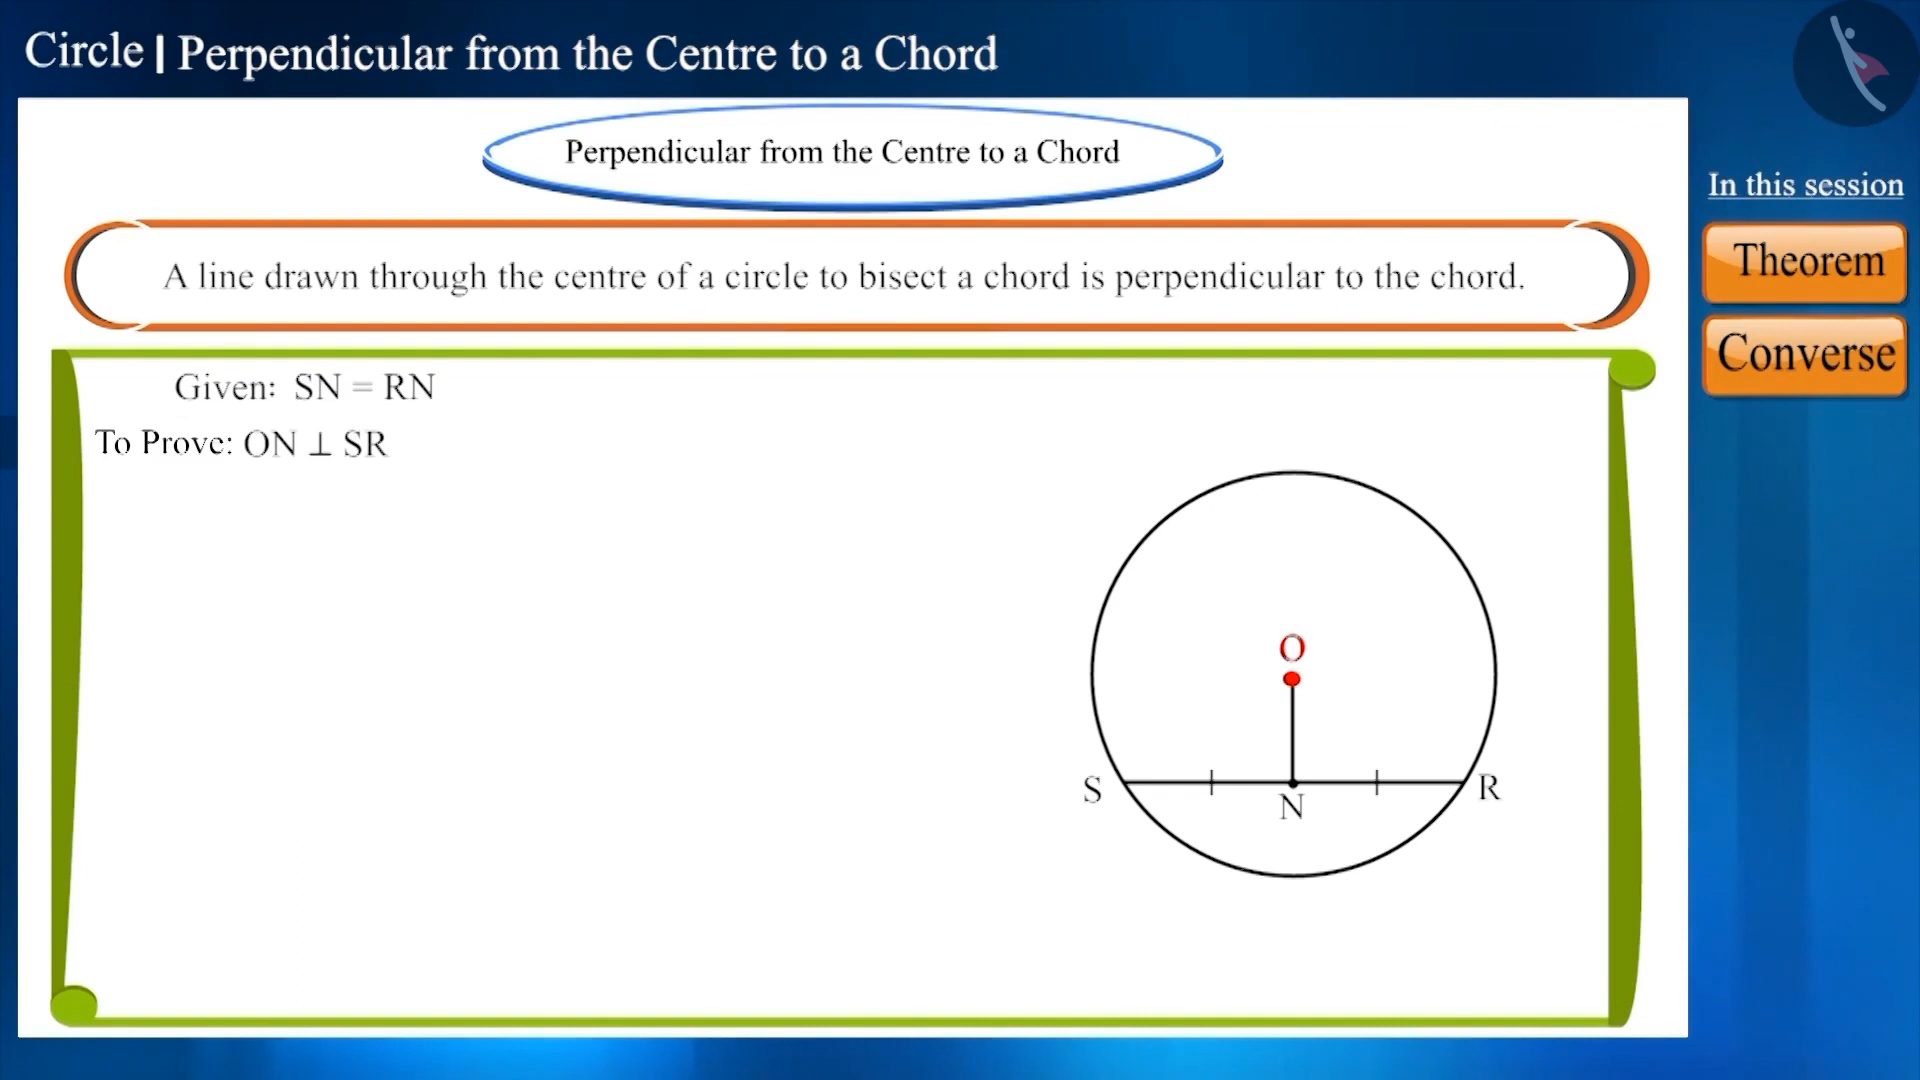 Circle | Perpendicular from the Centre to a Chord
Perpendicular from the Centre to a Chord
In this session
Theorem
Converse
A line drawn through the centre of a circle to bisect a chord is perpendicular to the chord.
Given: SN = RN
To Prove: ON ⊥ SR
O
S
N
R